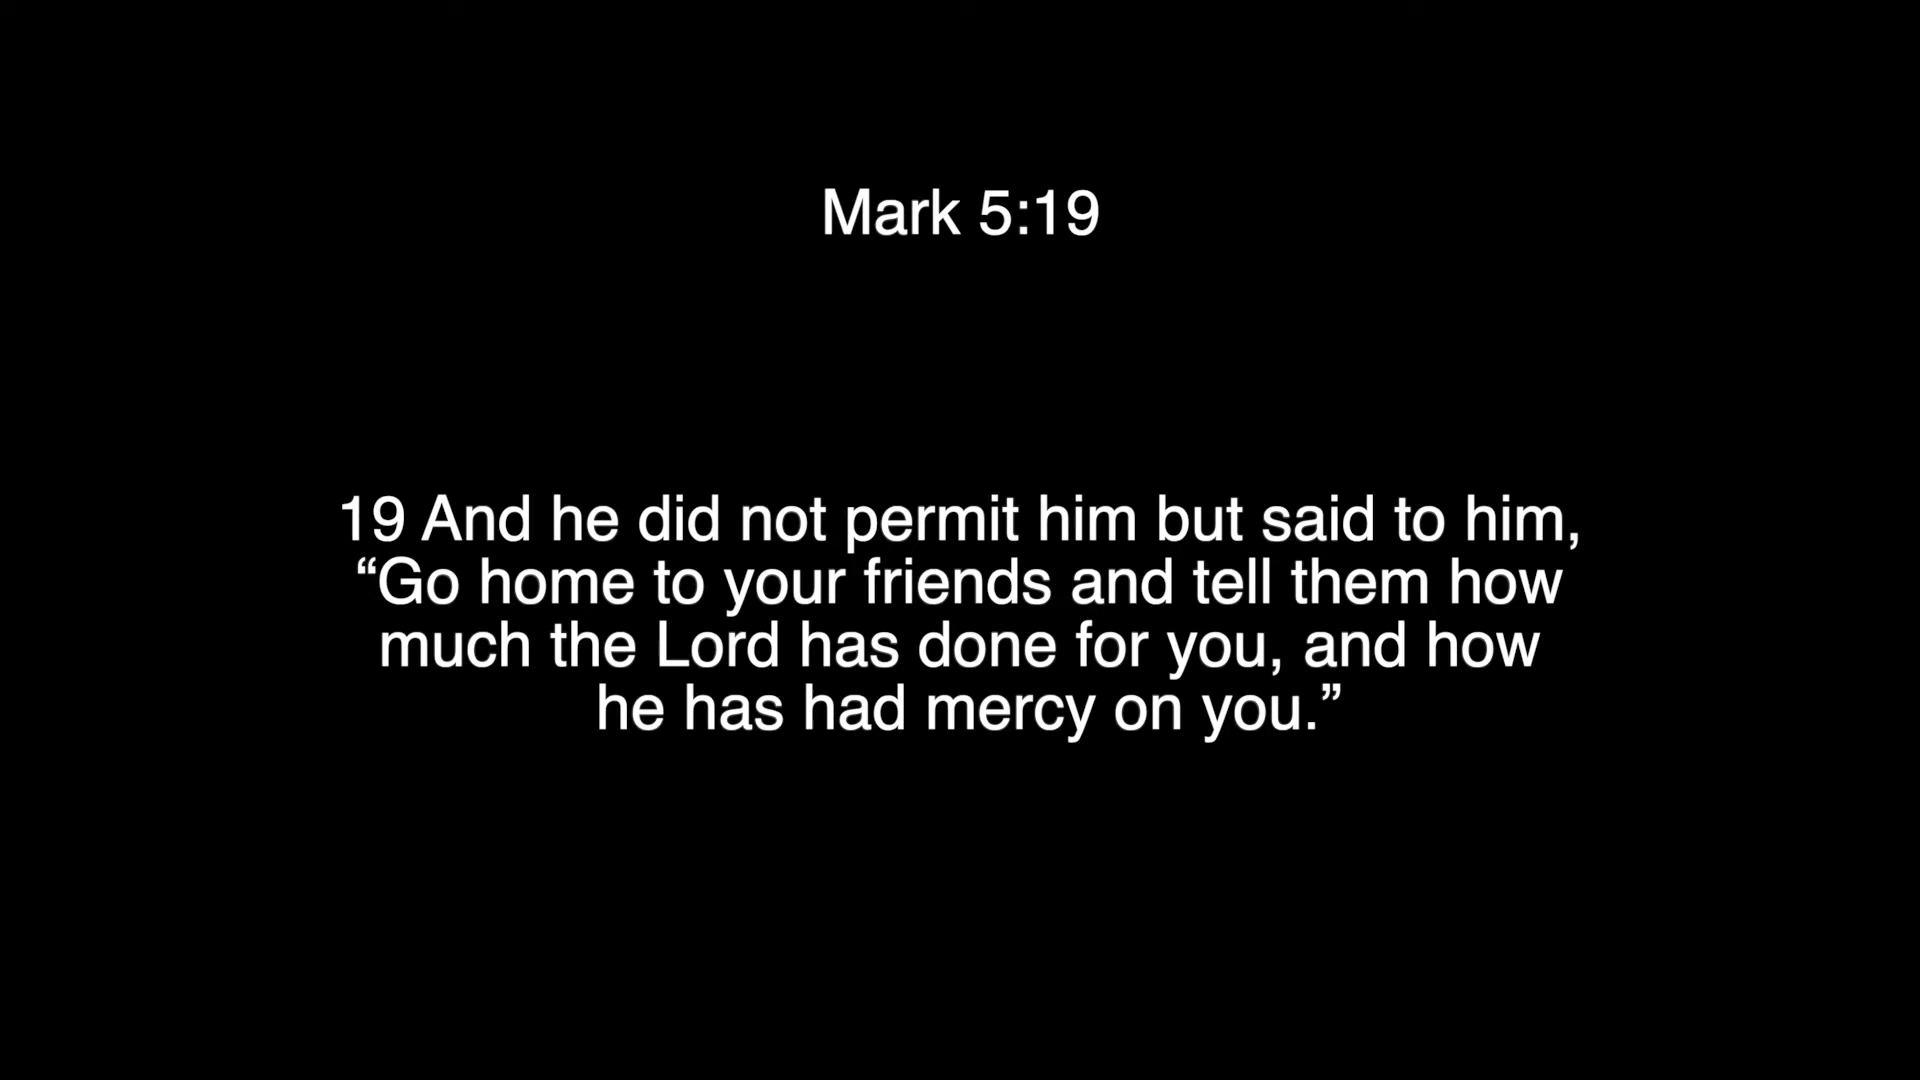 Mark 5:19
19 And he did not permit him but said to him,
“Go home to your friends and tell them how
much the Lord has done for you, and how
he has had mercy on you.”